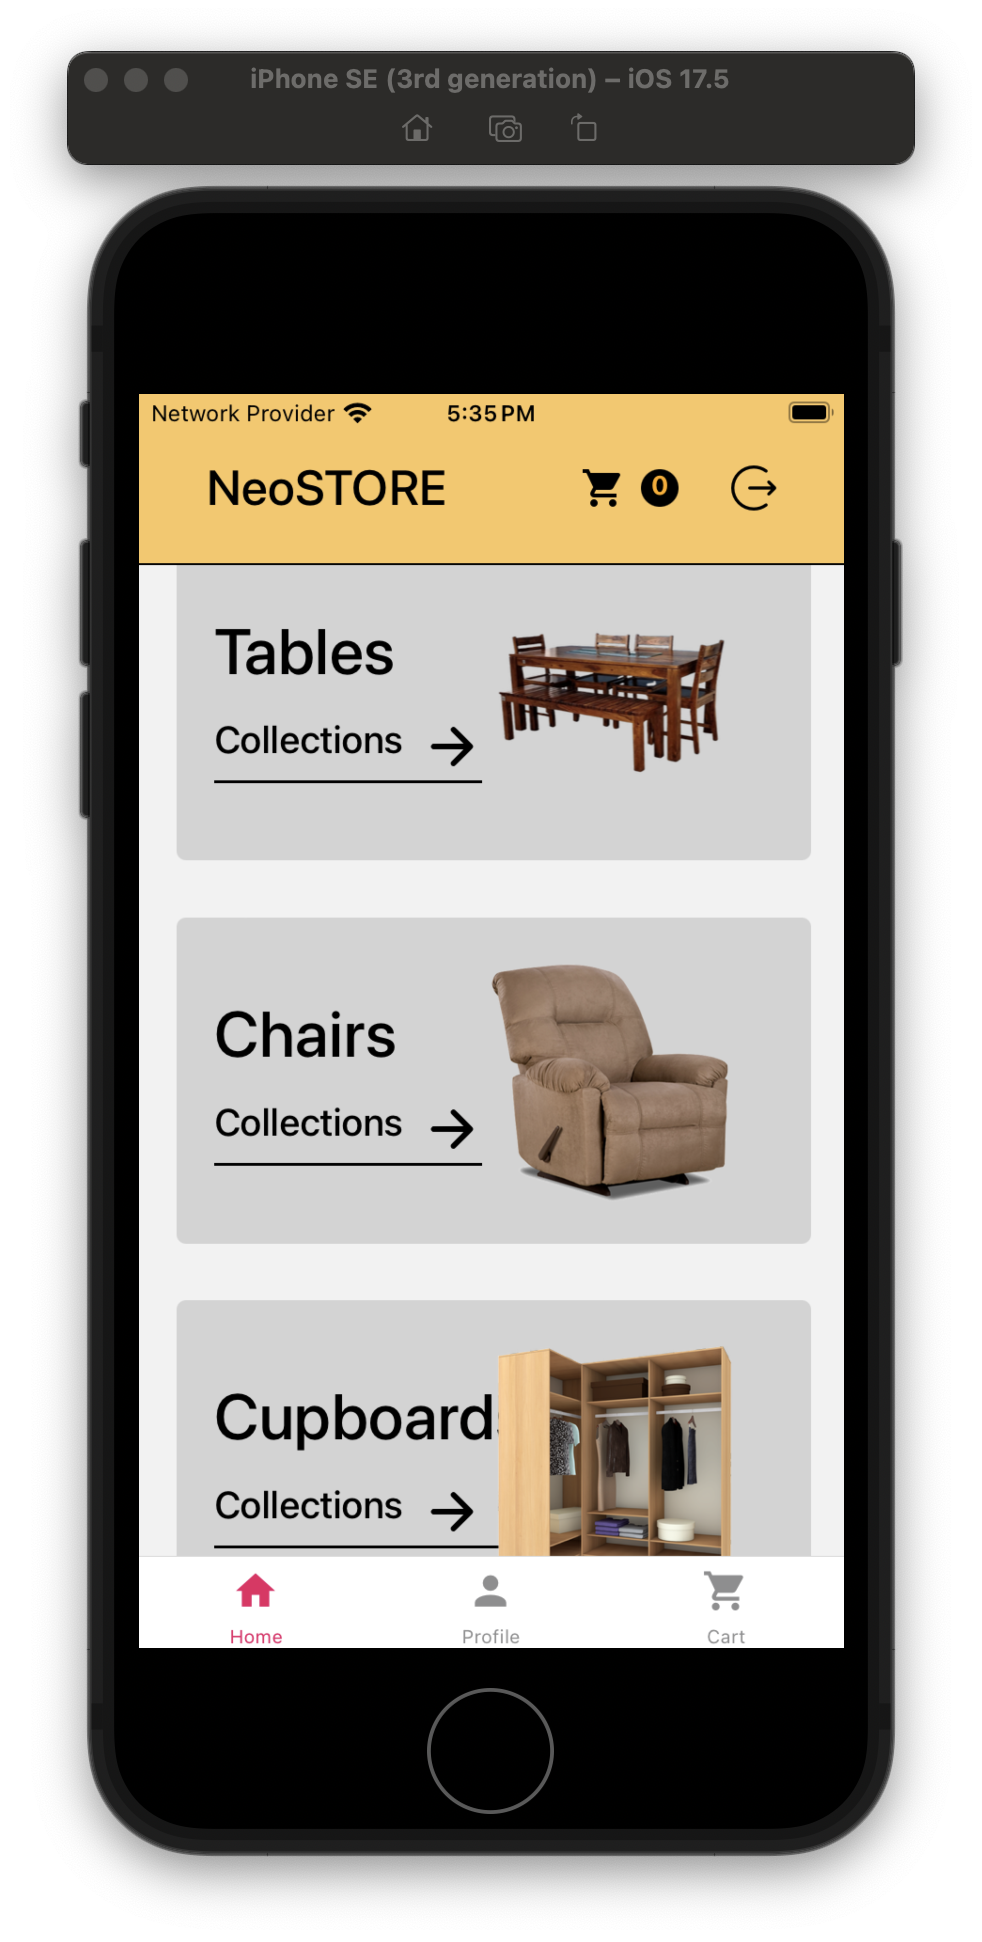 iPhone SE (3rd generation) – iOS 17.5
Network Provider 5:35 PM
NeoSTORE 0
Tables
Collections
Chairs
Collections
Cupboards
Collections
Home Profile Cart